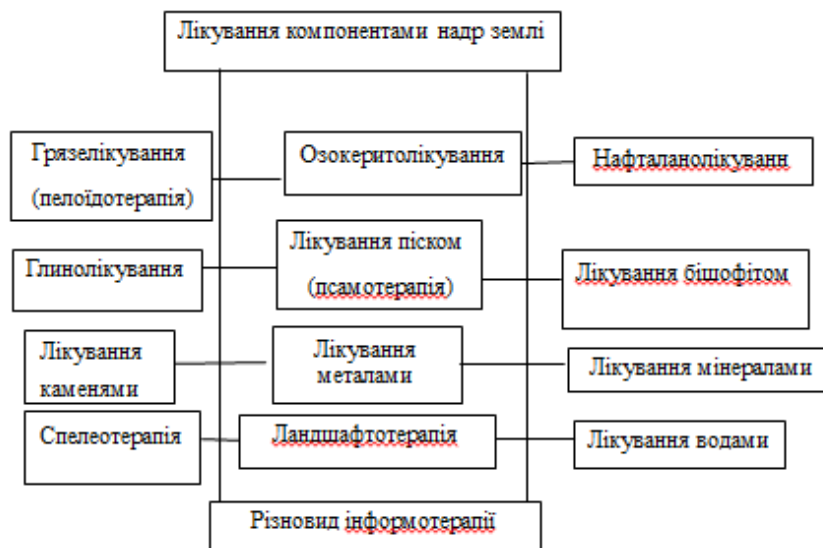 Лікування компонентами надр землі
Грязелікування
(пелоїдотерапія)
Озокеритолікування
Нафталанолікуванн
Глинолікування
Лікування піском
(псамотерапія)
Лікування бішофітом
Лікування
каменями
Лікування
металами
Лікування мінералами
Спелеотерапія
Ландшафтотерапія
Лікування водами
Різновид інформотерапії